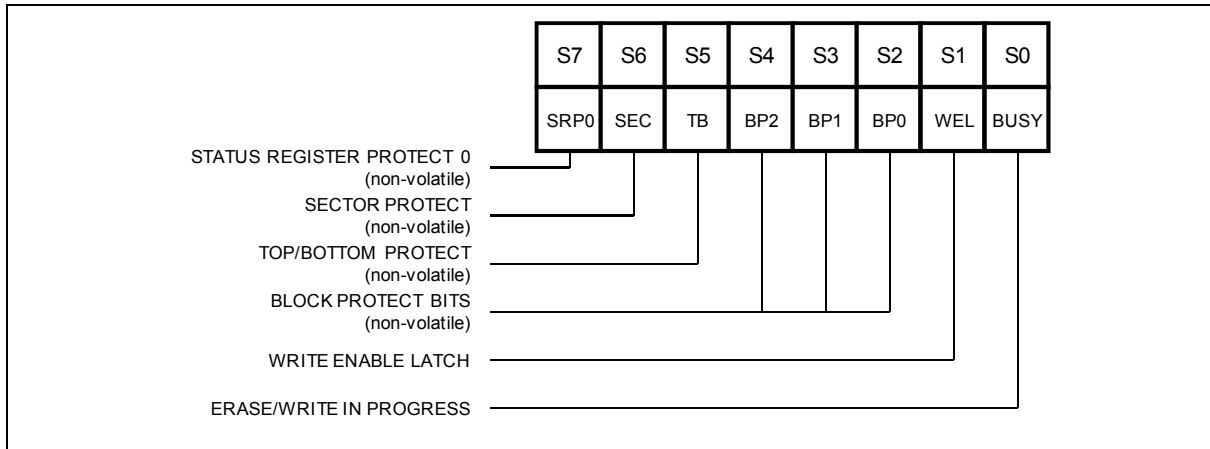 S7 S6 S5 S4 S3 S2 S1 S0
SRP0 SEC TB BP2 BP1 BP0 WEL BUSY
STATUS REGISTER PROTECT 0
(non-volatile)
SECTOR PROTECT
(non-volatile)
TOP/BOTTOM PROTECT
(non-volatile)
BLOCK PROTECT BITS
(non-volatile)
WRITE ENABLE LATCH
ERASE/WRITE IN PROGRESS